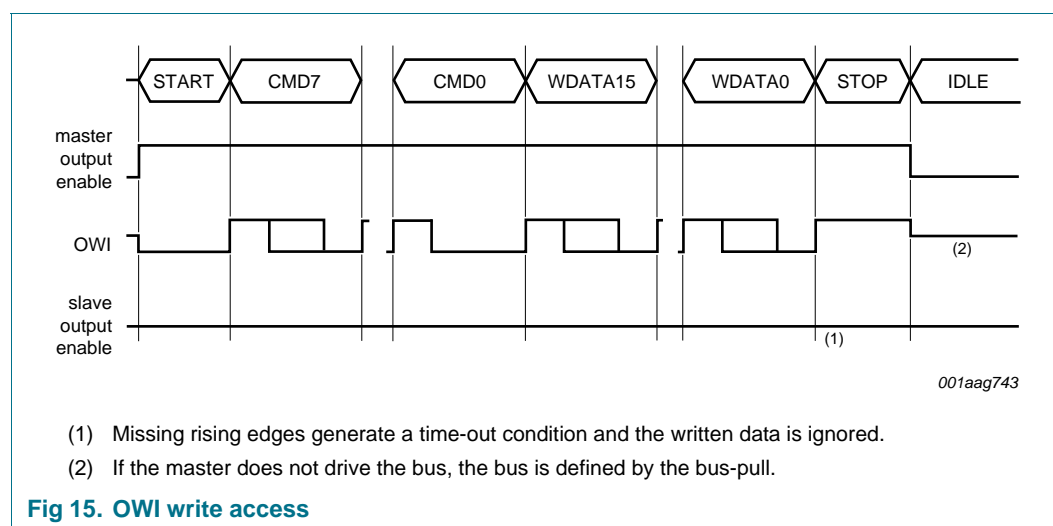 START CMD7 CMD0 WDATA15 WDATA0 STOP IDLE
master
output
enable
OWI
(2)
slave
output
enable
(1)
001aag743
(1) Missing rising edges generate a time-out condition and the written data is ignored.
(2) If the master does not drive the bus, the bus is defined by the bus-pull.
Fig 15. OWI write access